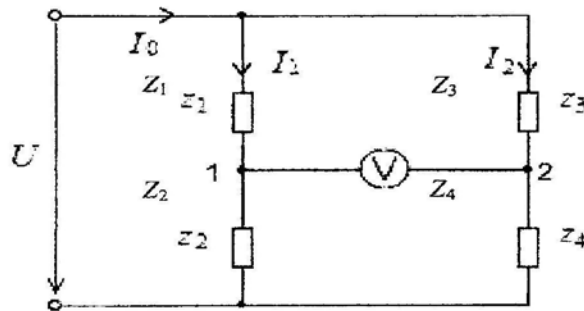 I₀
I₁
I₂
Z₁
z₁
Z₃
z₃
U
1
V
2
Z₂
Z₄
z₂
z₄